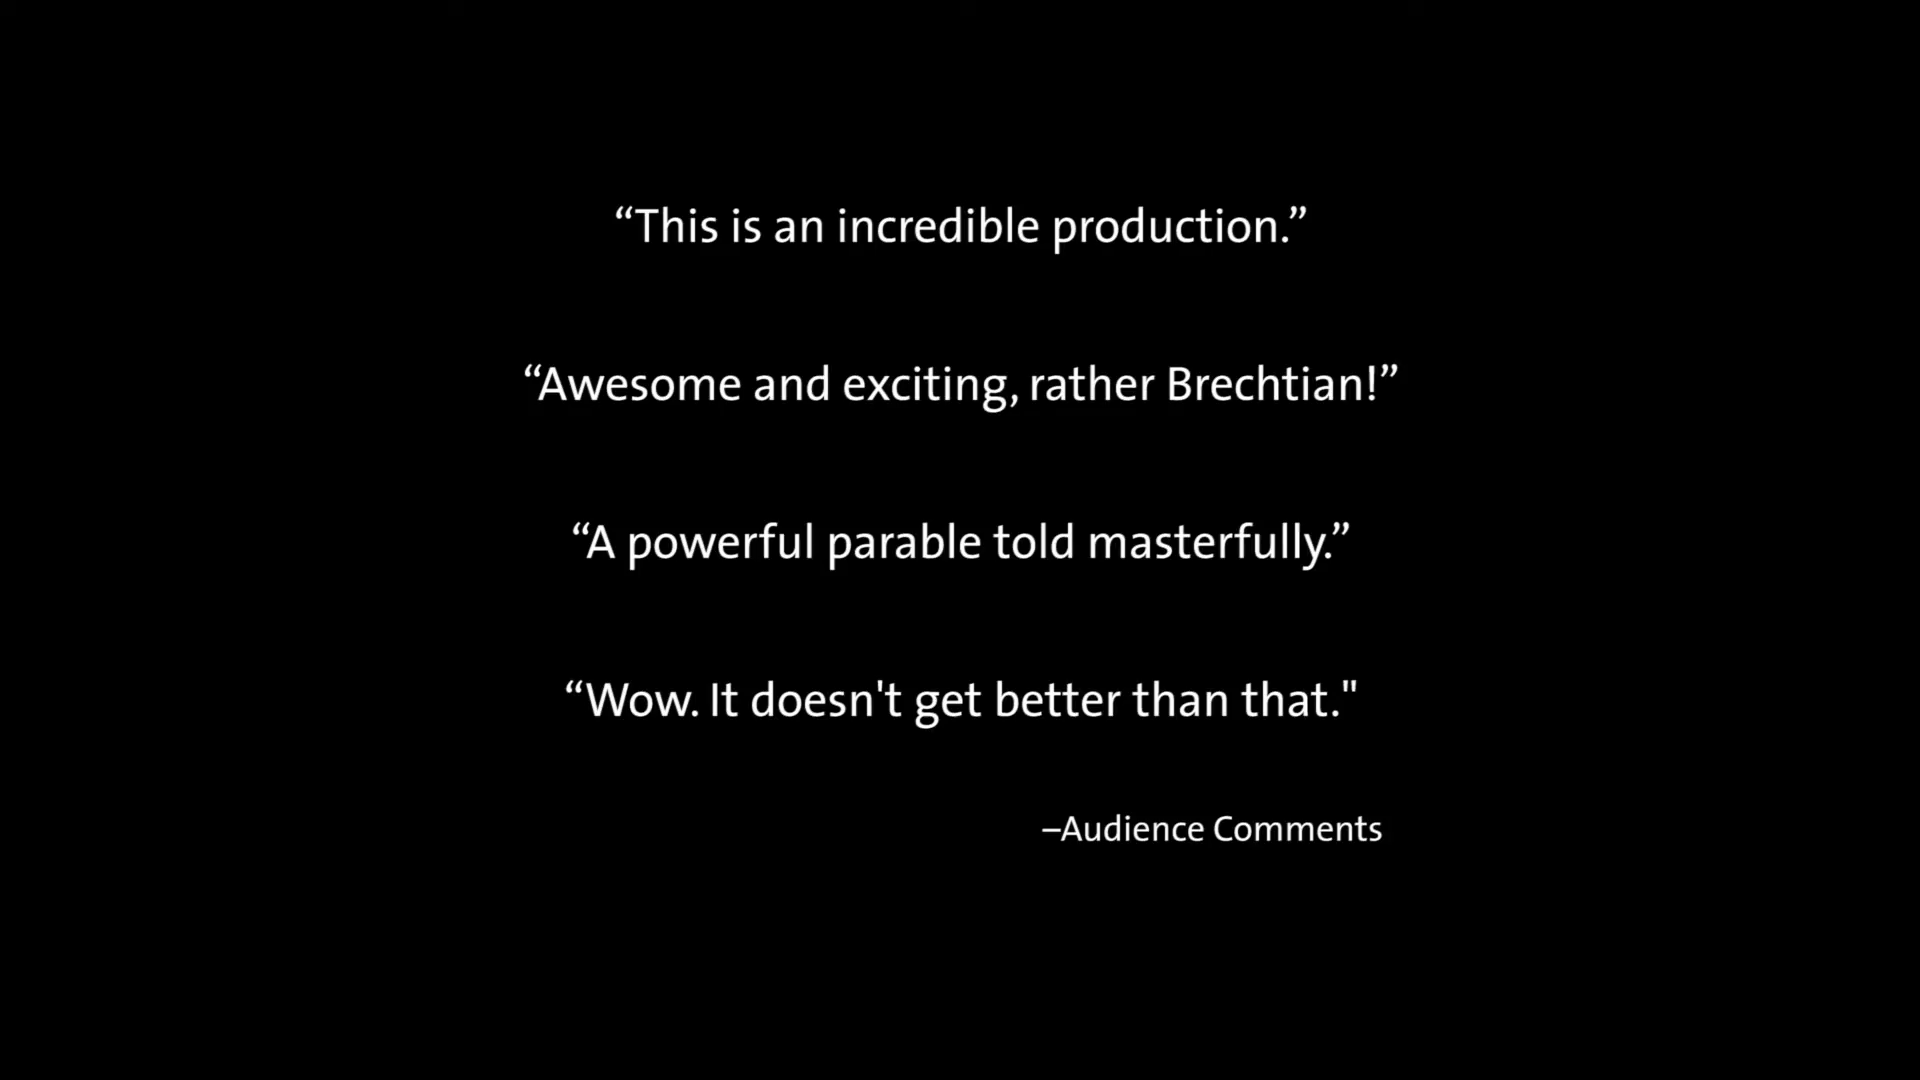 “This is an incredible production.”
“Awesome and exciting, rather Brechtian!”
“A powerful parable told masterfully.”
“Wow. It doesn't get better than that."
–Audience Comments